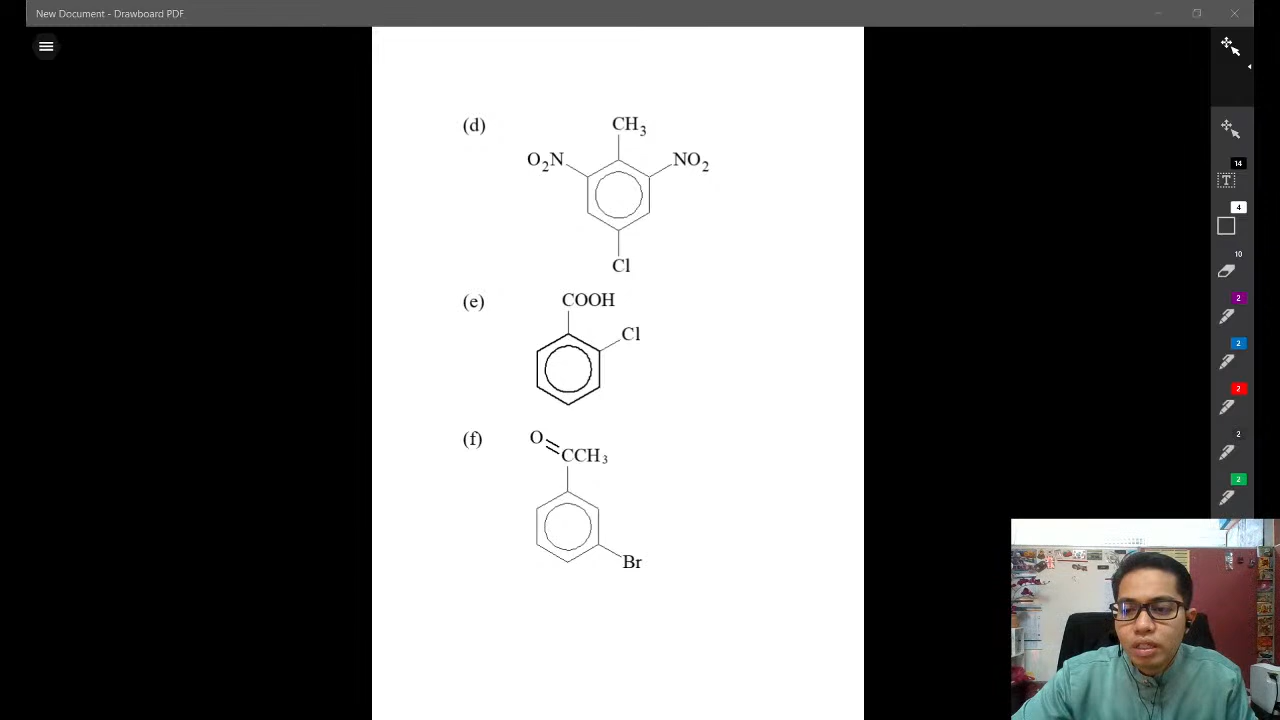 New Document - Drawboard PDF
(d)
CH3
O2N
NO2
Cl
(e)
COOH
Cl
(f)
O
CCH3
Br
14
4
10
2
2
2
2
2
T